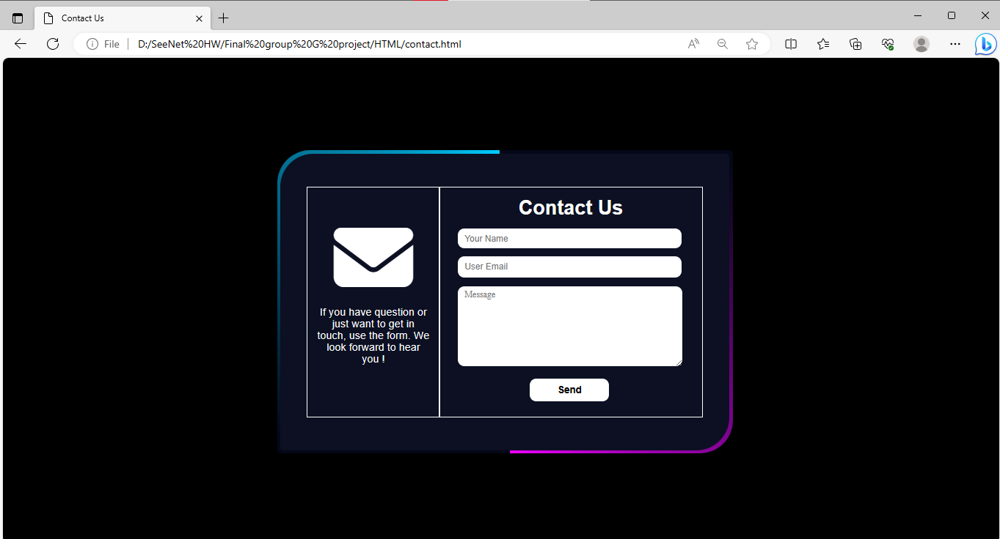 Contact Us
File
D:/SeeNet%20HW/Final%20group%20G%20project/HTML/contact.html
If you have question or
just want to get in
touch, use the form. We
look forward to hear
you !
Contact Us
Your Name
User Email
Message
Send